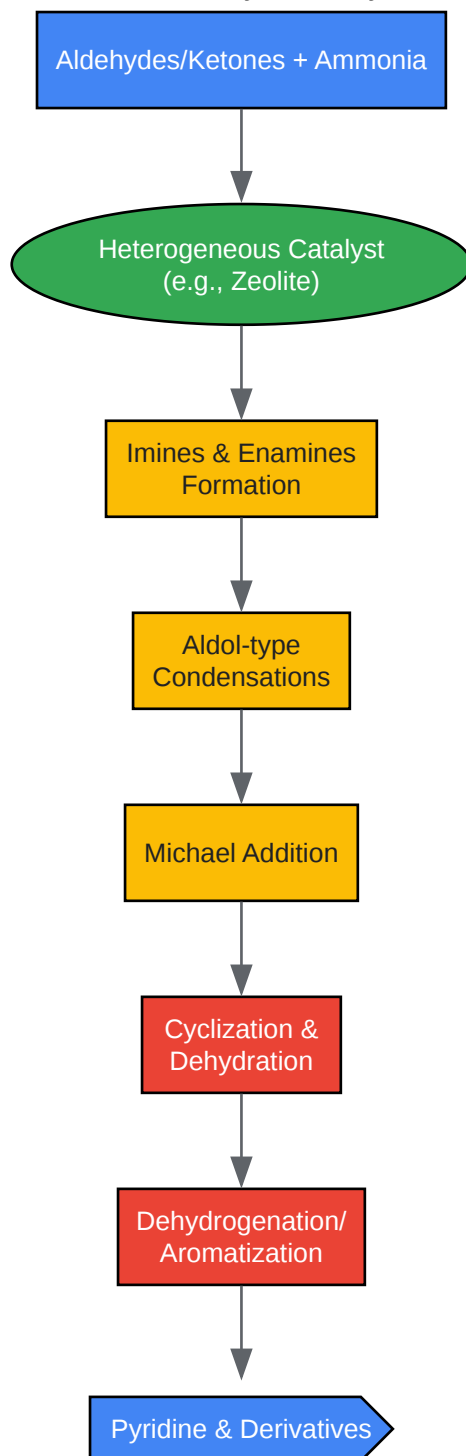 Aldehydes/Ketones + Ammonia
Heterogeneous Catalyst
(e.g., Zeolite)
Imines & Enamines
Formation
Aldol-type
Condensations
Michael Addition
Cyclization &
Dehydration
Dehydrogenation/
Aromatization
Pyridine & Derivatives